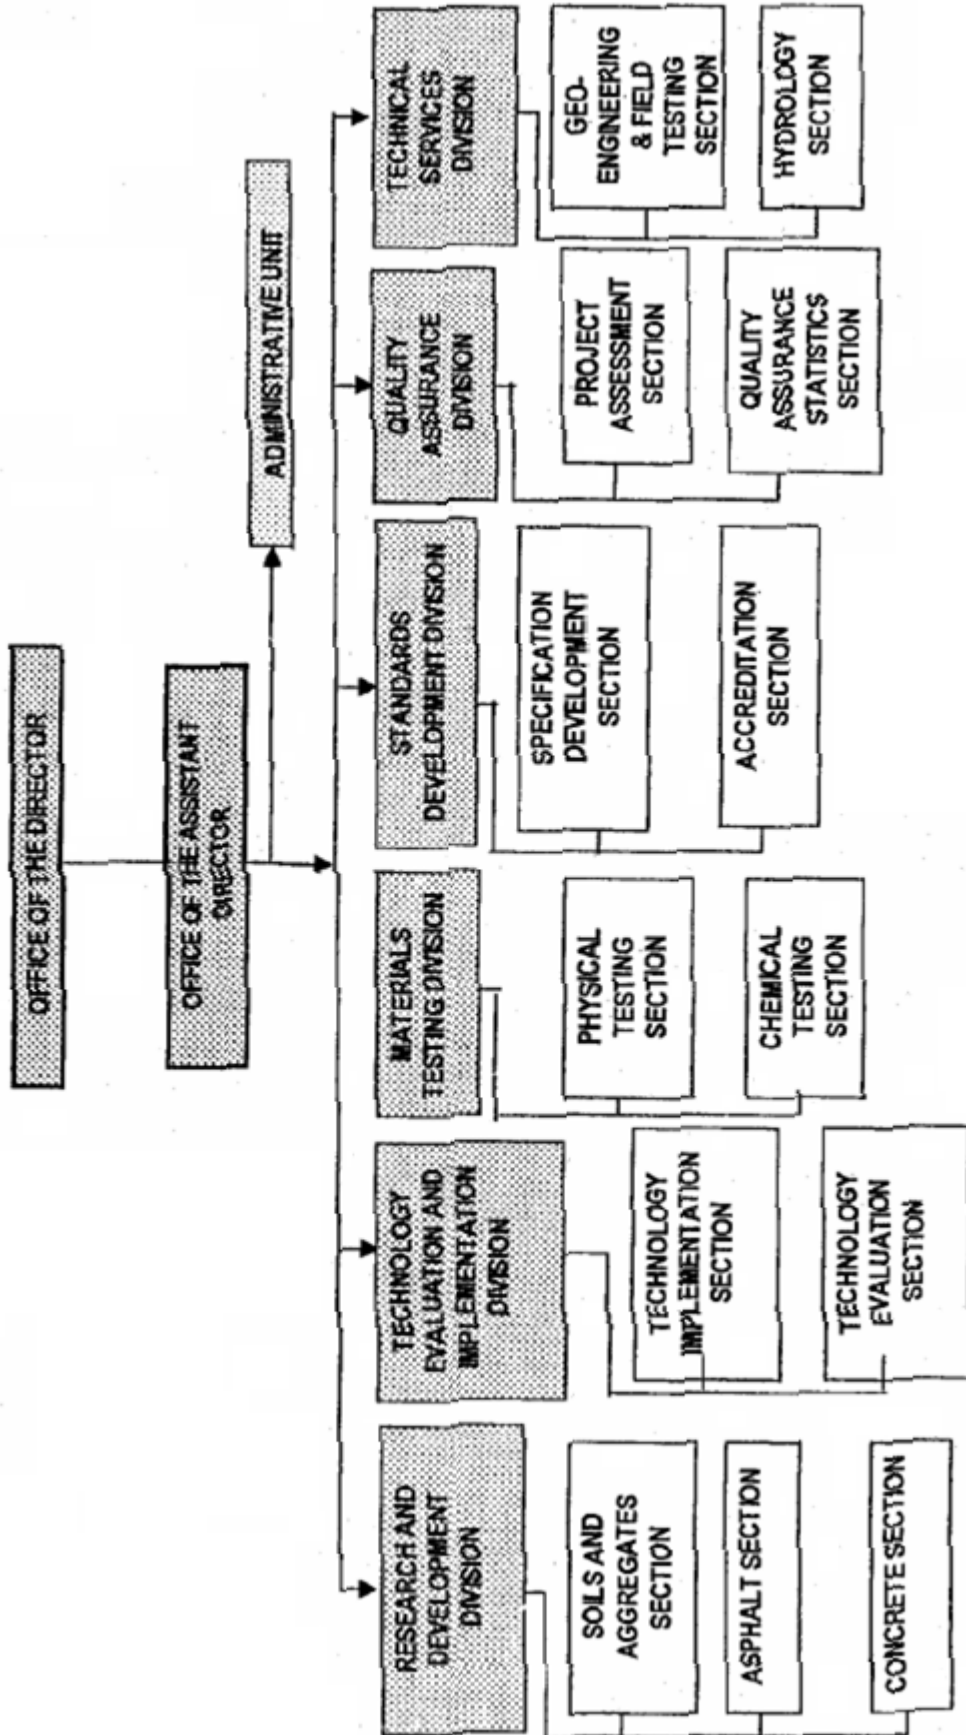 OFFICE OF THE DIRECTOR
OFFICE OF THE ASSISTANT
DIRECTOR
ADMINISTRATIVE UNIT
RESEARCH AND
DEVELOPMENT
DIVISION
SOILS AND
AGGREGATES
SECTION
ASPHALT SECTION
CONCRETE SECTION
TECHNOLOGY
EVALUATION AND
IMPLEMENTATION
DIVISION
TECHNOLOGY
IMPLEMENTATION
SECTION
TECHNOLOGY
EVALUATION
SECTION
MATERIALS
TESTING DIVISION
PHYSICAL
TESTING
SECTION
CHEMICAL
TESTING
SECTION
STANDARDS
DEVELOPMENT DIVISION
SPECIFICATION
DEVELOPMENT
SECTION
ACCREDITATION
SECTION
QUALITY
ASSURANCE
DIVISION
PROJECT
ASSESSMENT
SECTION
QUALITY
ASSURANCE
STATISTICS
SECTION
TECHNICAL
SERVICES
DIVISION
GEO-
ENGINEERING
& FIELD
TESTING
SECTION
HYDROLOGY
SECTION